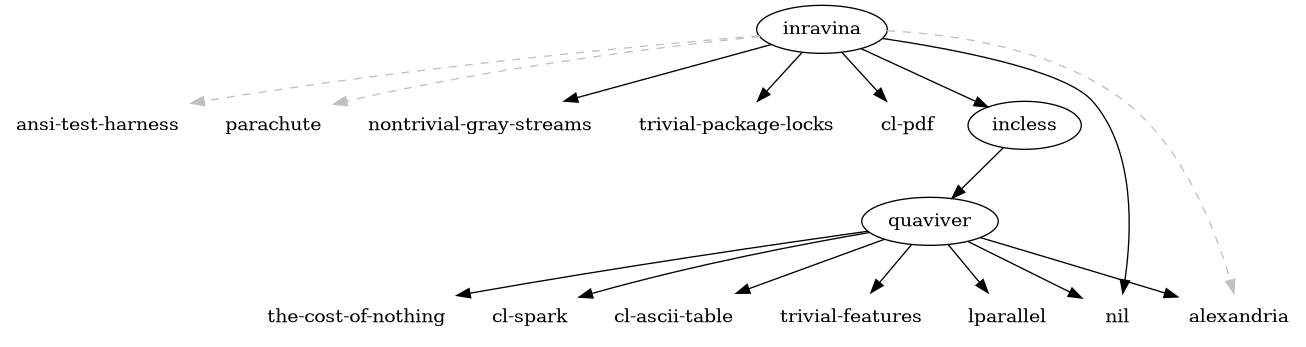 inravina
ansi-test-harness
parachute
nontrivial-gray-streams
trivial-package-locks
cl-pdf
incless
quaviver
the-cost-of-nothing
cl-spark
cl-ascii-table
trivial-features
lparallel
nil
alexandria